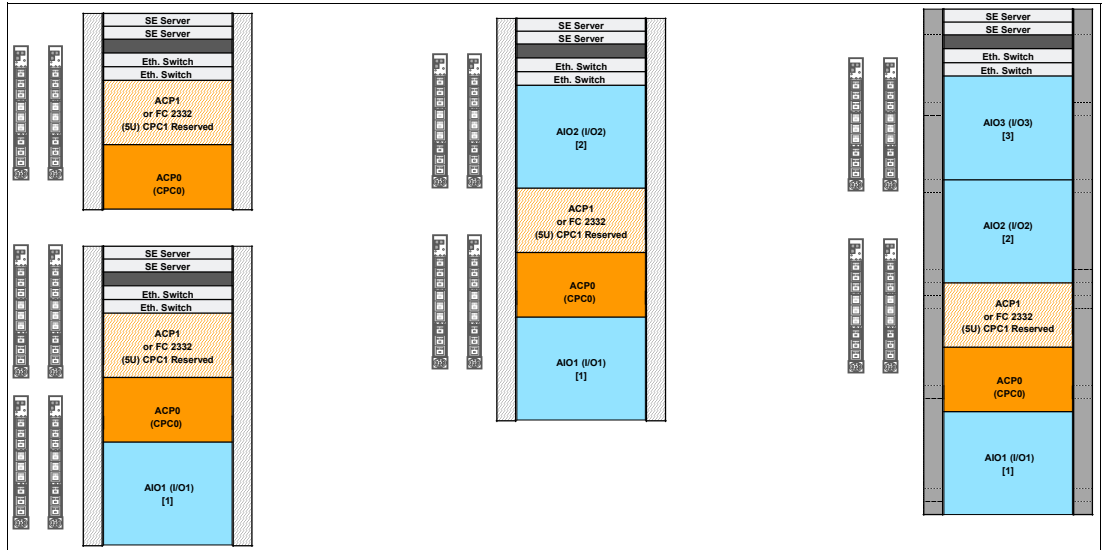 SE Server
SE Server
Eth. Switch
Eth. Switch
ACP1
or FC 2332
(5U) CPC1 Reserved
ACP0
(CPC0)
SE Server
SE Server
Eth. Switch
Eth. Switch
ACP1
or FC 2332
(5U) CPC1 Reserved
ACP0
(CPC0)
AIO1 (I/O1)
[1]
SE Server
SE Server
Eth. Switch
Eth. Switch
AIO2 (I/O2)
[2]
ACP1
or FC 2332
(5U) CPC1 Reserved
ACP0
(CPC0)
AIO1 (I/O1)
[1]
SE Server
SE Server
Eth. Switch
Eth. Switch
AIO3 (I/O3)
[3]
AIO2 (I/O2)
[2]
ACP1
or FC 2332
(5U) CPC1 Reserved
ACP0
(CPC0)
AIO1 (I/O1)
[1]